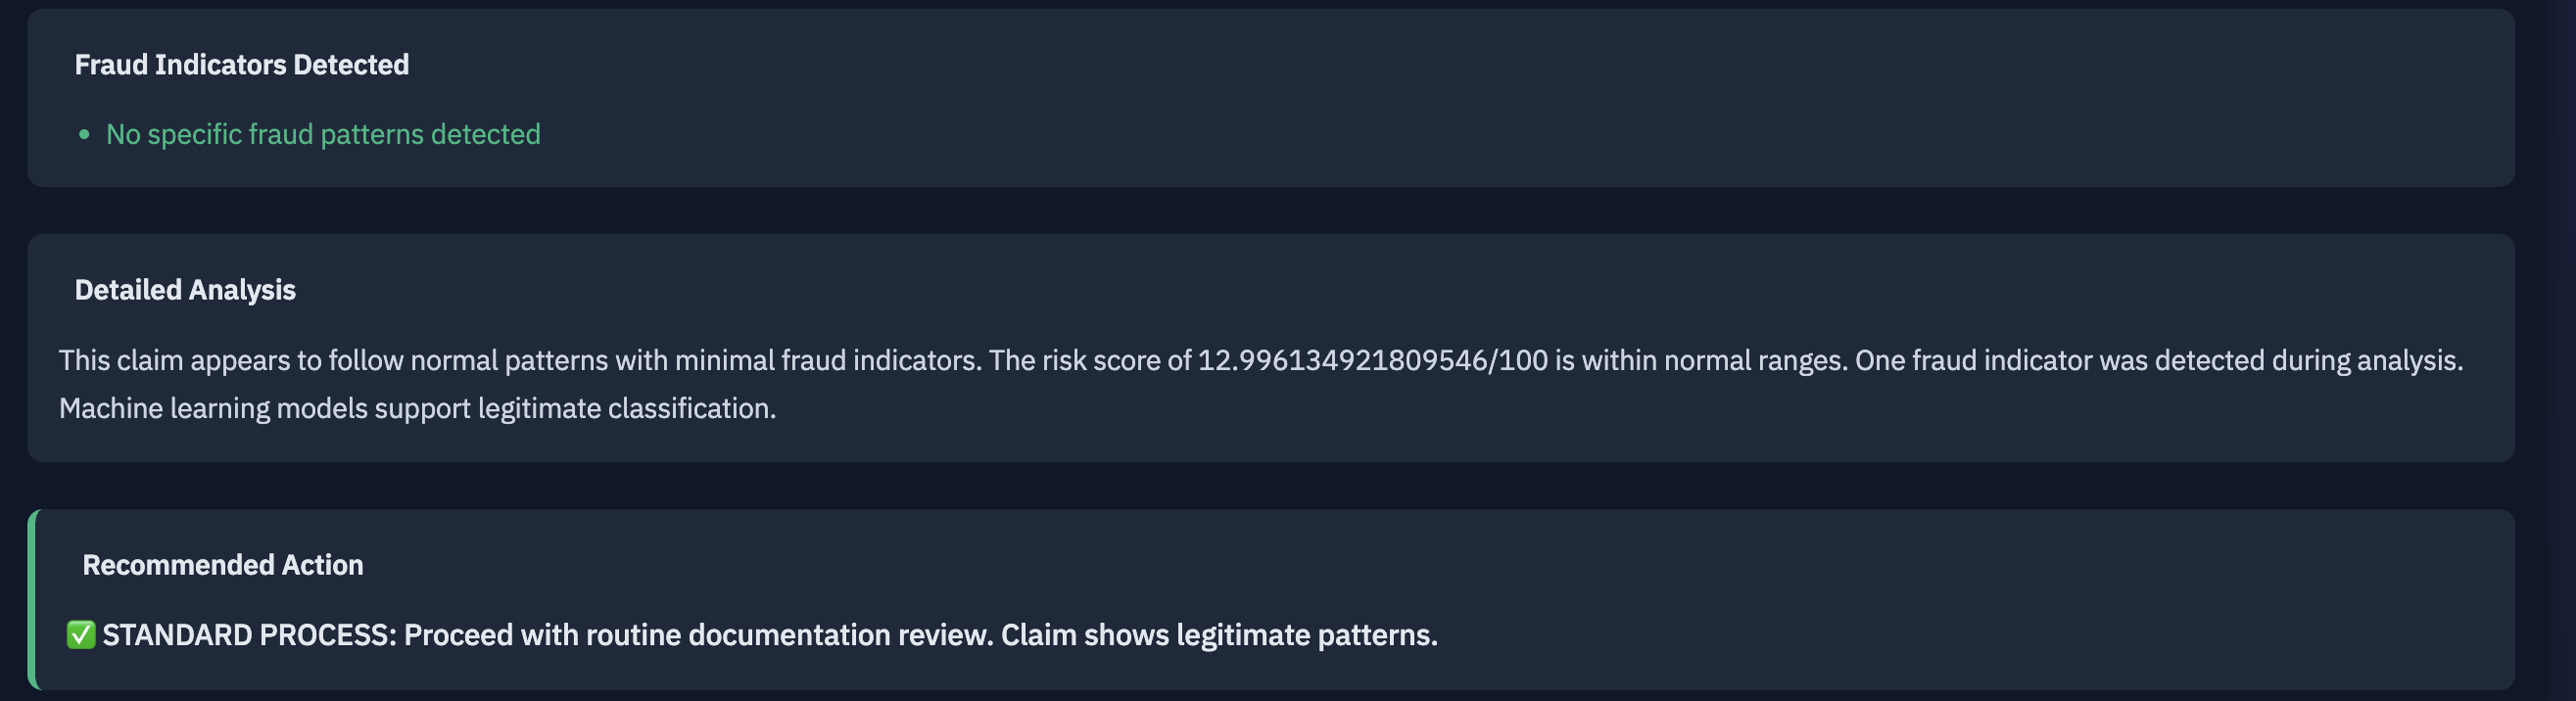 Fraud Indicators Detected
• No specific fraud patterns detected
Detailed Analysis
This claim appears to follow normal patterns with minimal fraud indicators. The risk score of 12.996134921809546/100 is within normal ranges. One fraud indicator was detected during analysis.
Machine learning models support legitimate classification.
Recommended Action
✅ STANDARD PROCESS: Proceed with routine documentation review. Claim shows legitimate patterns.